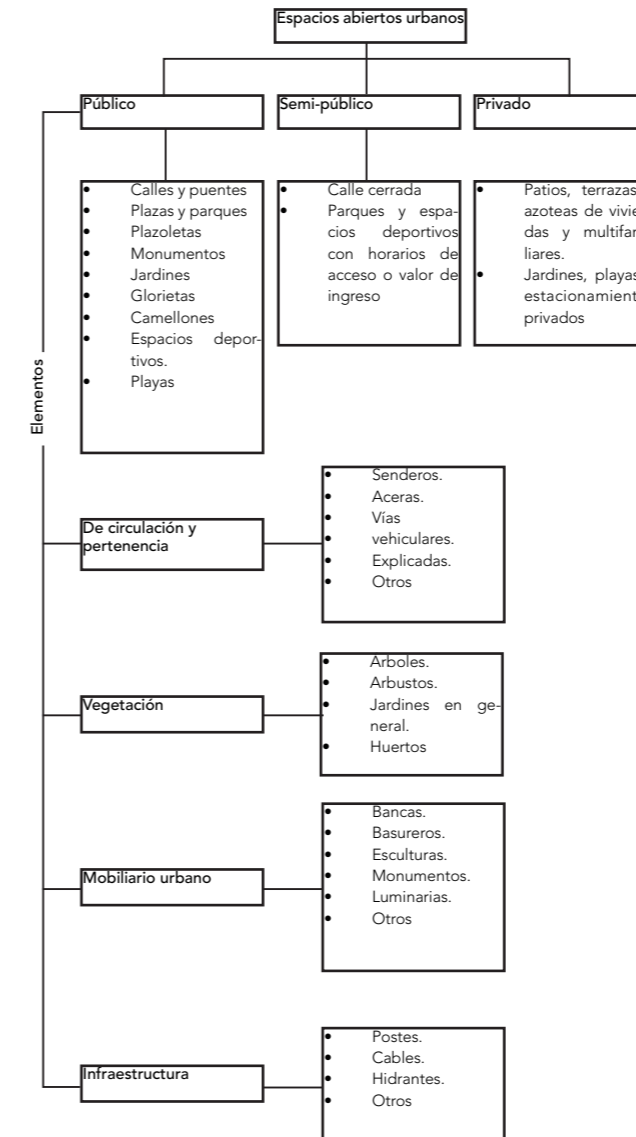 Espacios abiertos urbanos
Público
Semi-público
Privado
• Calles y puentes
• Plazas y parques
• Plazoletas
• Monumentos
• Jardines
• Glorietas
• Camellones
• Espacios depor-
tivos.
• Playas
• Calle cerrada
• Parques y espa-
cios deportivos
con horarios de
acceso o valor de
ingreso
• Patios, terrazas
azoteas de vivie
das y multifar
liares.
• Jardines, playas
estacionamient
privados
Elementos
De circulación y
pertenencia
• Senderos.
• Aceras.
• Vías
• vehiculares.
• Explicadas.
• Otros
Vegetación
• Arboles.
• Arbustos.
• Jardines en ge-
neral.
• Huertos
Mobiliario urbano
• Bancas.
• Basureros.
• Esculturas.
• Monumentos.
• Luminarias.
• Otros
Infraestructura
• Postes.
• Cables.
• Hidrantes.
• Otros